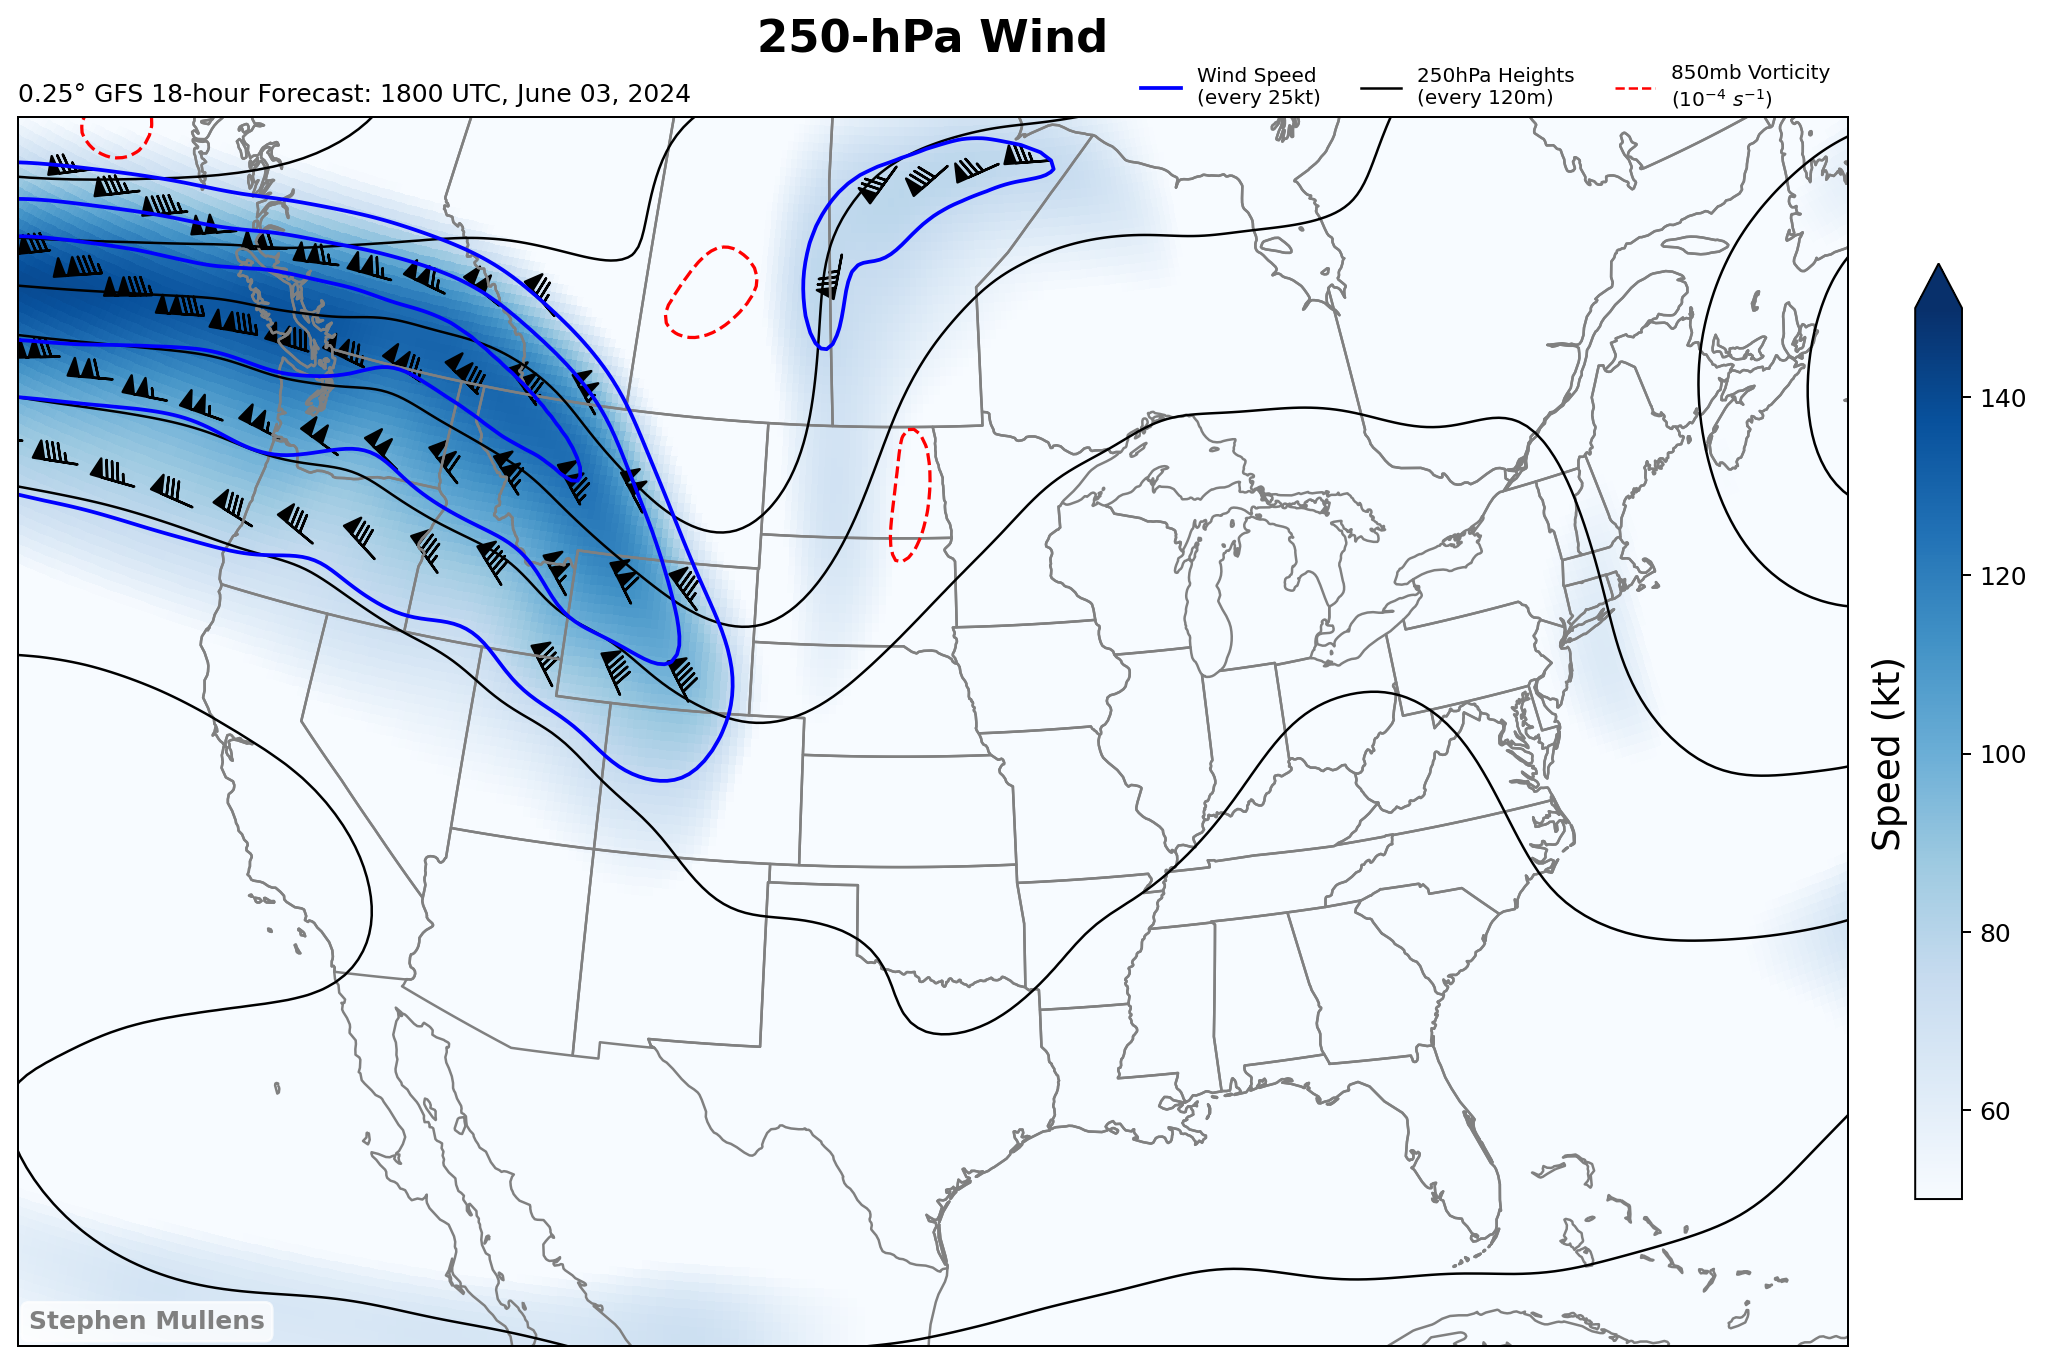 250-hPa Wind
0.25° GFS 18-hour Forecast: 1800 UTC, June 03, 2024
Wind Speed
(every 25kt)
250hPa Heights
(every 120m)
850mb Vorticity
(10⁻⁴ s⁻¹)
140
120
100
80
60
Speed (kt)
Stephen Mullens